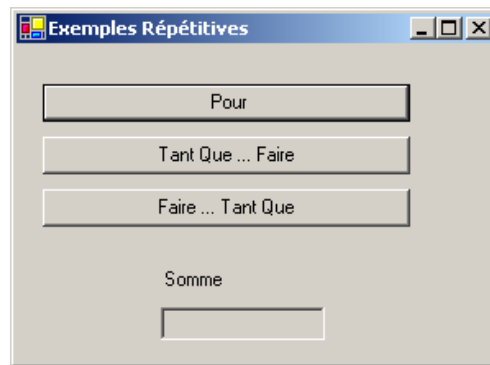 Exemples Répétitives
Pour
Tant Que ... Faire
Faire ... Tant Que
Somme